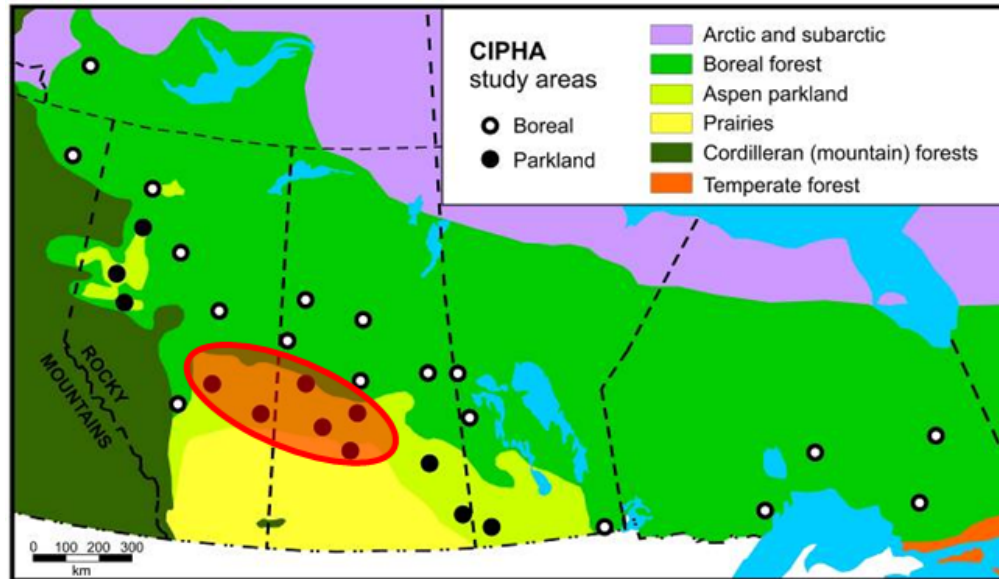 CIPHA
study areas
Boreal
Parkland
Arctic and subarctic
Boreal forest
Aspen parkland
Prairies
Cordilleran (mountain) forests
Temperate forest
ROCKY
MOUNTAINS
0 100 200 300
km